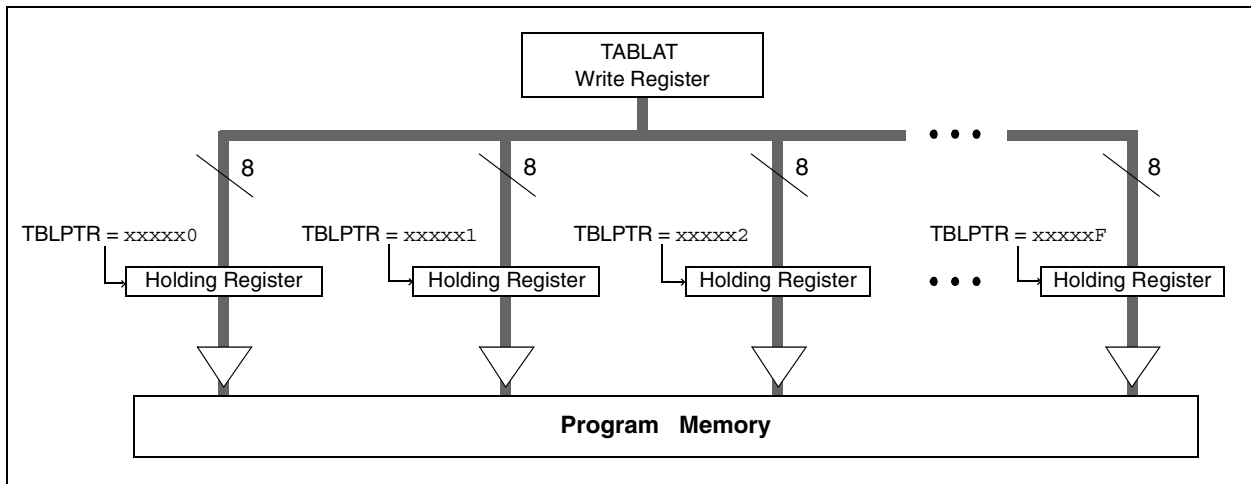 TABLAT
Write Register
• • •
8 8 8 8
TBLPTR = xxxxx0 TBLPTR = xxxxx1 TBLPTR = xxxxx2 TBLPTR = xxxxxF
Holding Register Holding Register Holding Register • • • Holding Register
Program Memory